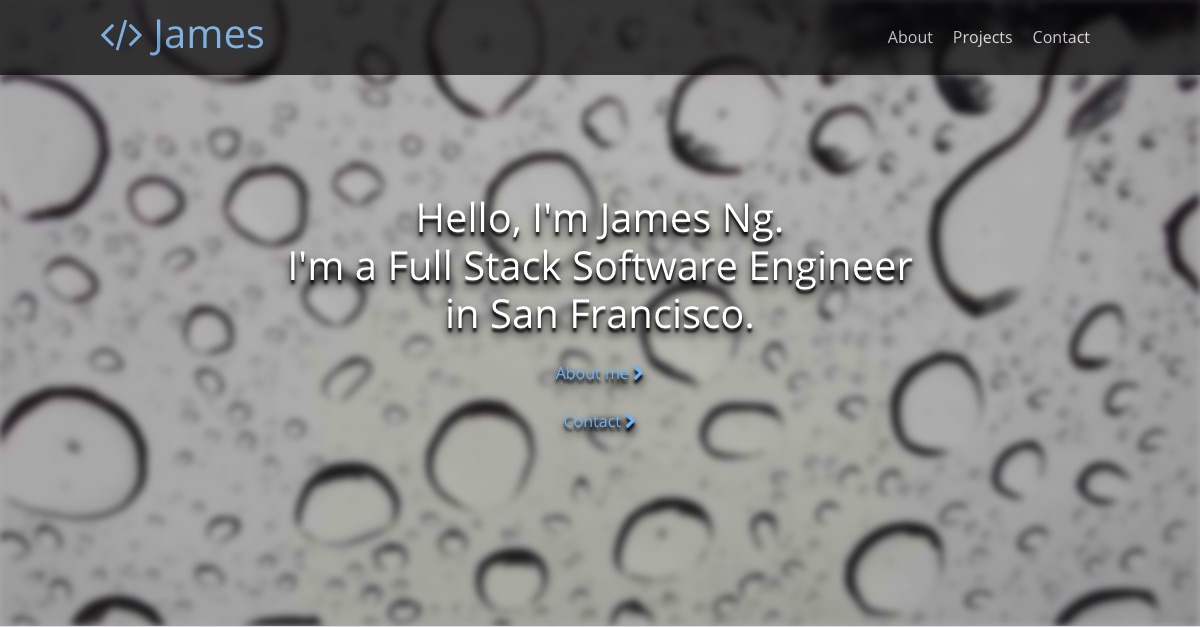 </> James
About Projects Contact
Hello, I'm James Ng.
I'm a Full Stack Software Engineer
in San Francisco.
About me
Contact